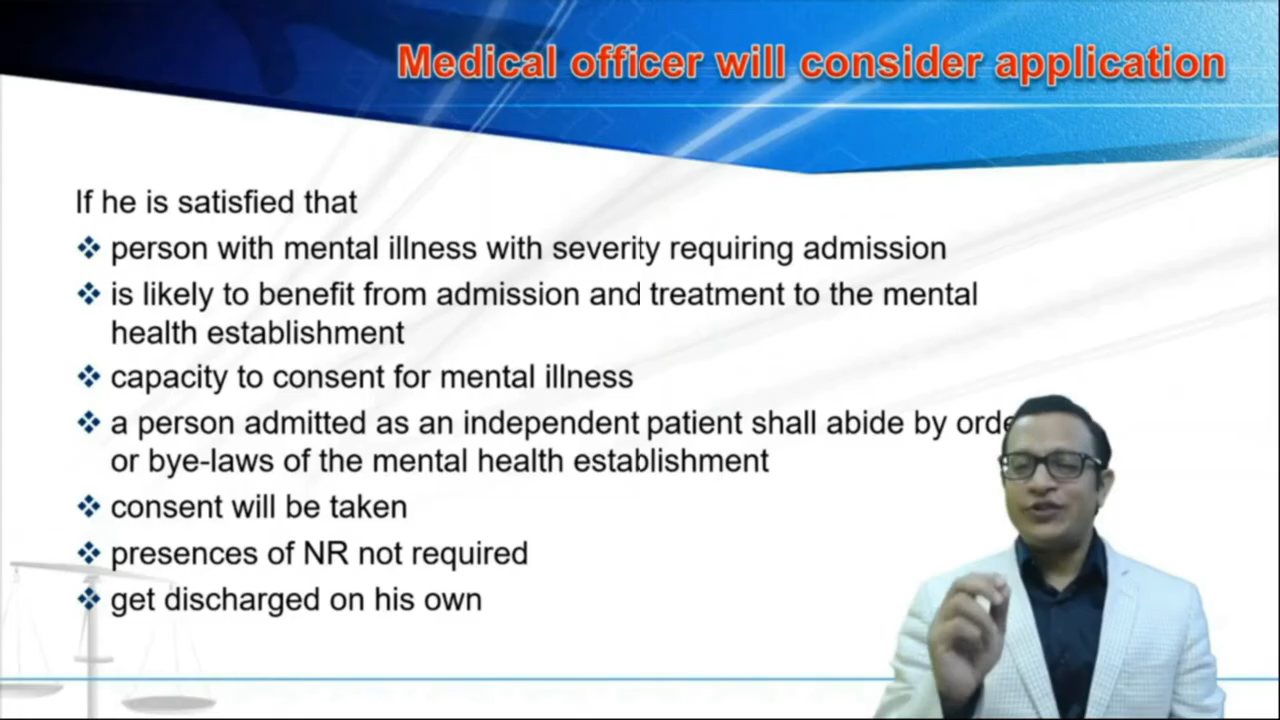 Medical officer will consider application
If he is satisfied that
❖ person with mental illness with severity requiring admission
❖ is likely to benefit from admission and treatment to the mental
health establishment
❖ capacity to consent for mental illness
❖ a person admitted as an independent patient shall abide by
or bye-laws of the mental health establishment
❖ consent will be taken
❖ presences of NR not required
❖ get discharged on his own